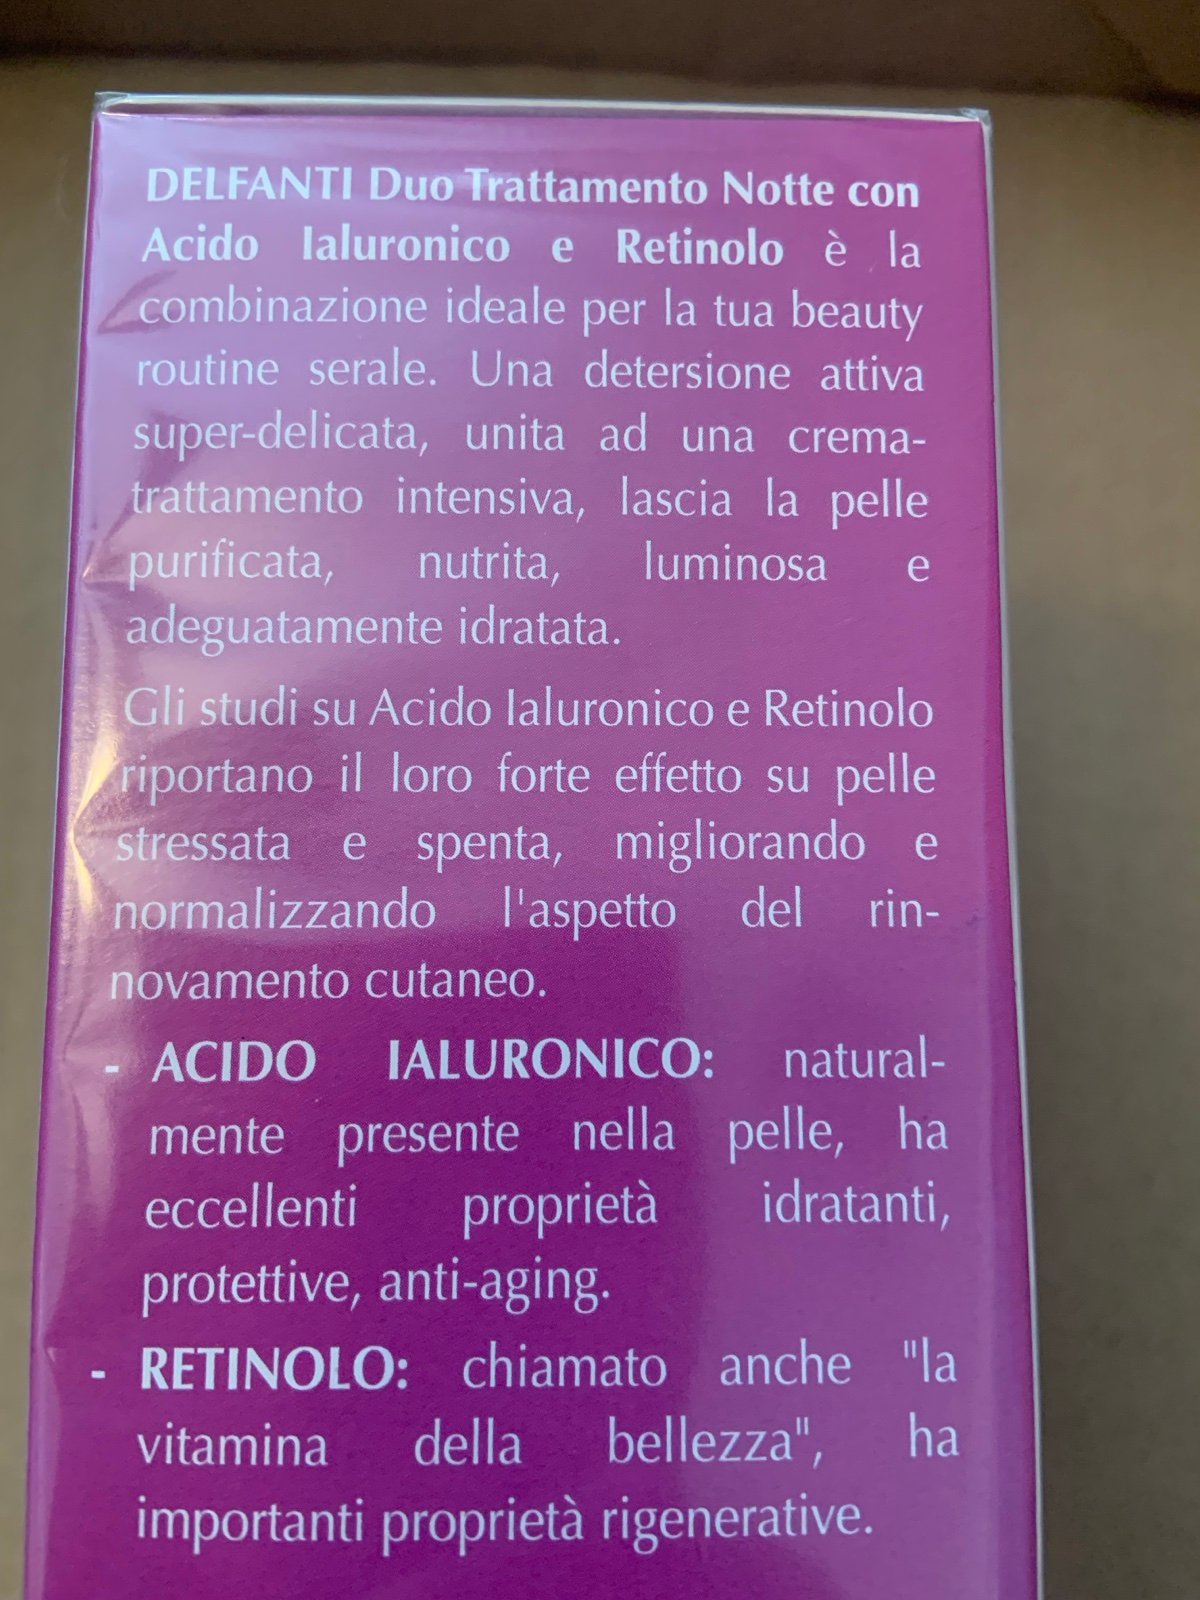 DELFANTI Duo Trattamento Notte con
Acido Ialuronico e Retinolo è la
combinazione ideale per la tua beauty
routine serale. Una detersione attiva
super-delicata, unita ad una crema-
trattamento intensiva, lascia la pelle
purificata, nutrita, luminosa e
adeguatamente idratata.
Gli studi su Acido Ialuronico e Retinolo
riportano il loro forte effetto su pelle
stressata e spenta, migliorando e
normalizzando l'aspetto del rin-
novamento cutaneo.
- ACIDO IALURONICO: natural-
mente presente nella pelle, ha
eccellenti proprietà idratanti,
protettive, anti-aging.
- RETINOLO: chiamato anche "la
vitamina della bellezza", ha
importanti proprietà rigenerative.